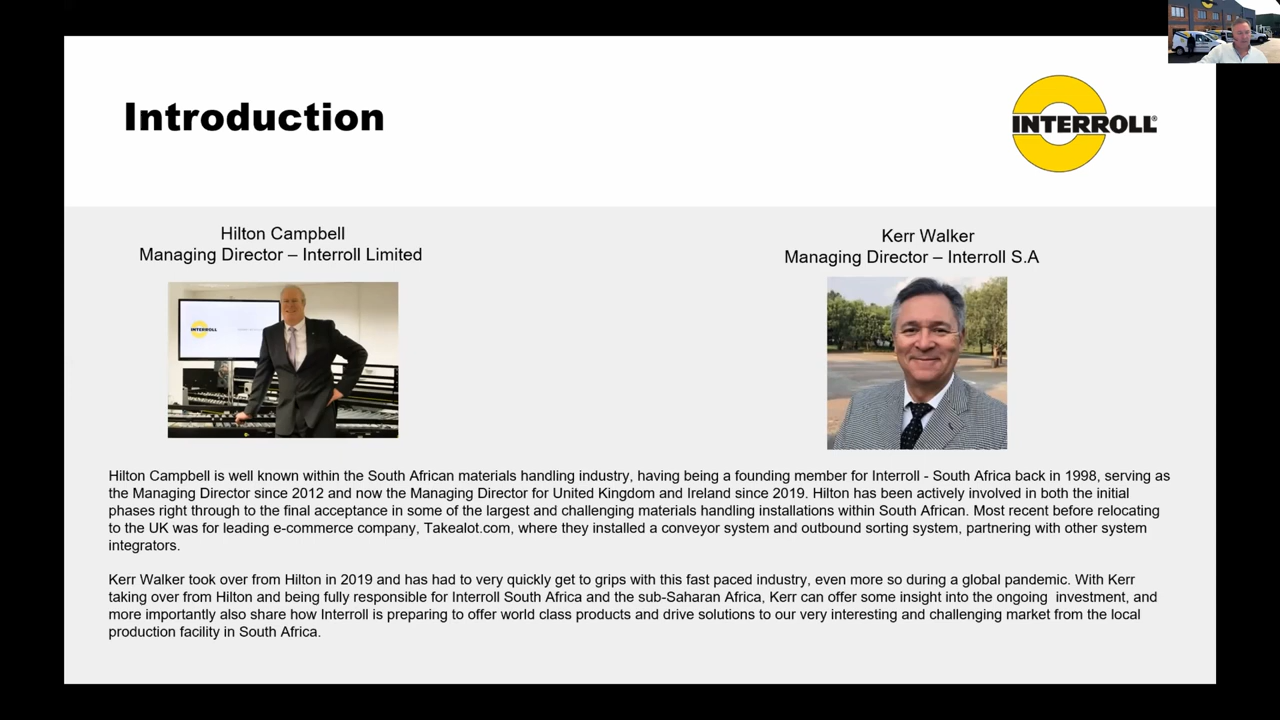 Introduction
INTERROLL®
Hilton Campbell
Managing Director – Interroll Limited
Kerr Walker
Managing Director – Interroll S.A
INTERROLL
Hilton Campbell is well known within the South African materials handling industry, having being a founding member for Interroll - South Africa back in 1998, serving as
the Managing Director since 2012 and now the Managing Director for United Kingdom and Ireland since 2019. Hilton has been actively involved in both the initial
phases right through to the final acceptance in some of the largest and challenging materials handling installations within South African. Most recent before relocating
to the UK was for leading e-commerce company, Takealot.com, where they installed a conveyor system and outbound sorting system, partnering with other system
integrators.
Kerr Walker took over from Hilton in 2019 and has had to very quickly get to grips with this fast paced industry, even more so during a global pandemic. With Kerr
taking over from Hilton and being fully responsible for Interroll South Africa and the sub-Saharan Africa, Kerr can offer some insight into the ongoing  investment, and
more importantly also share how Interroll is preparing to offer world class products and drive solutions to our very interesting and challenging market from the local
production facility in South Africa.